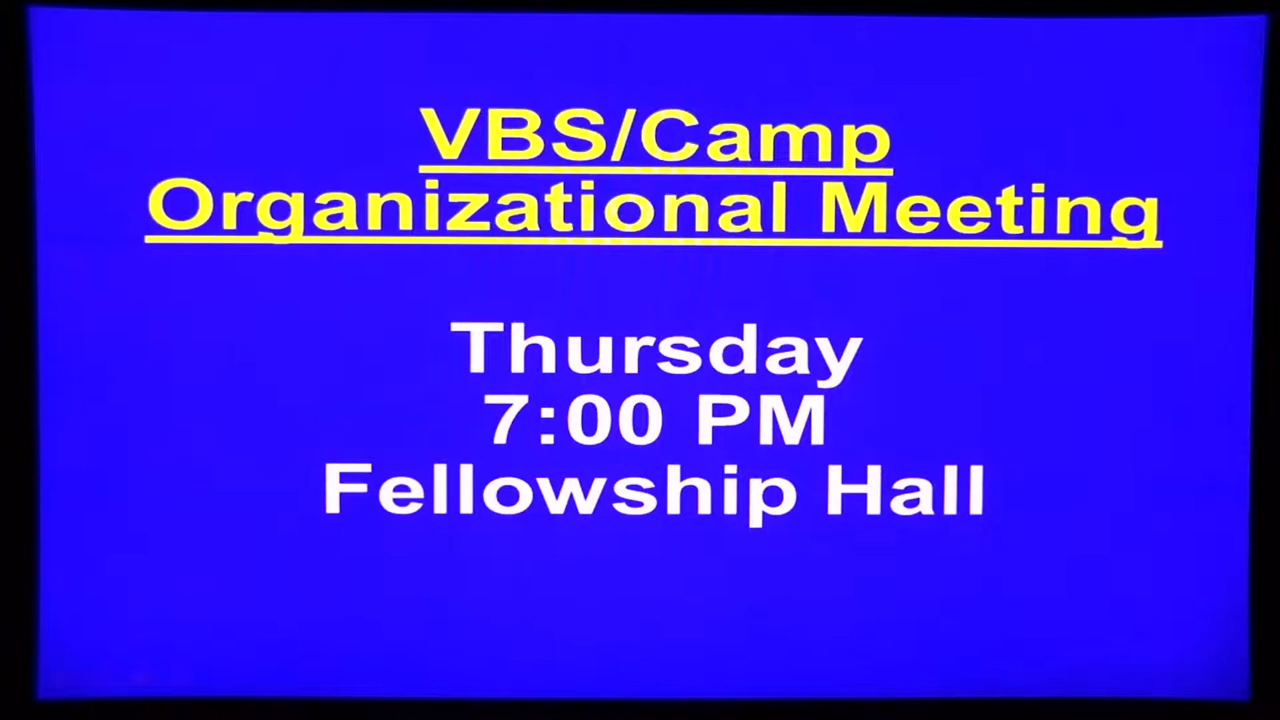 VBS/Camp
Organizational Meeting
Thursday
7:00 PM
Fellowship Hall